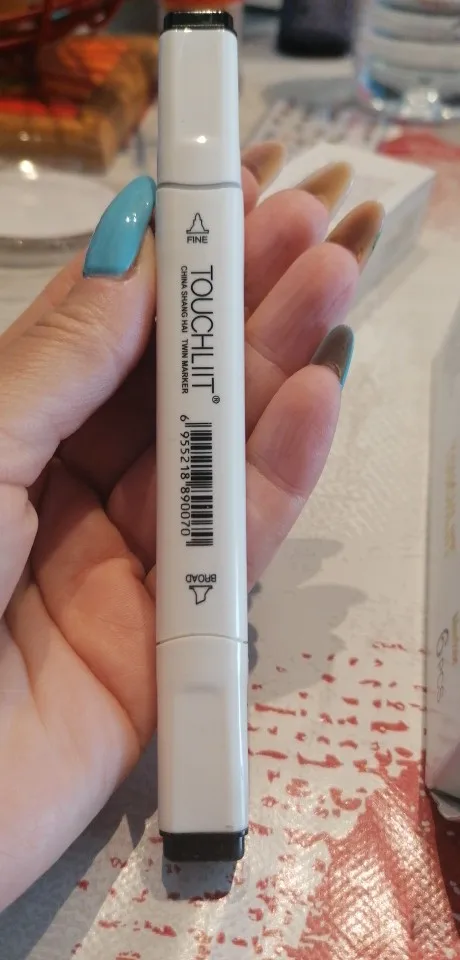 FINE
TOUCHLIIT®
CHINA SHANG HAI TWIN MARKER
6 955218 890070
BROAD